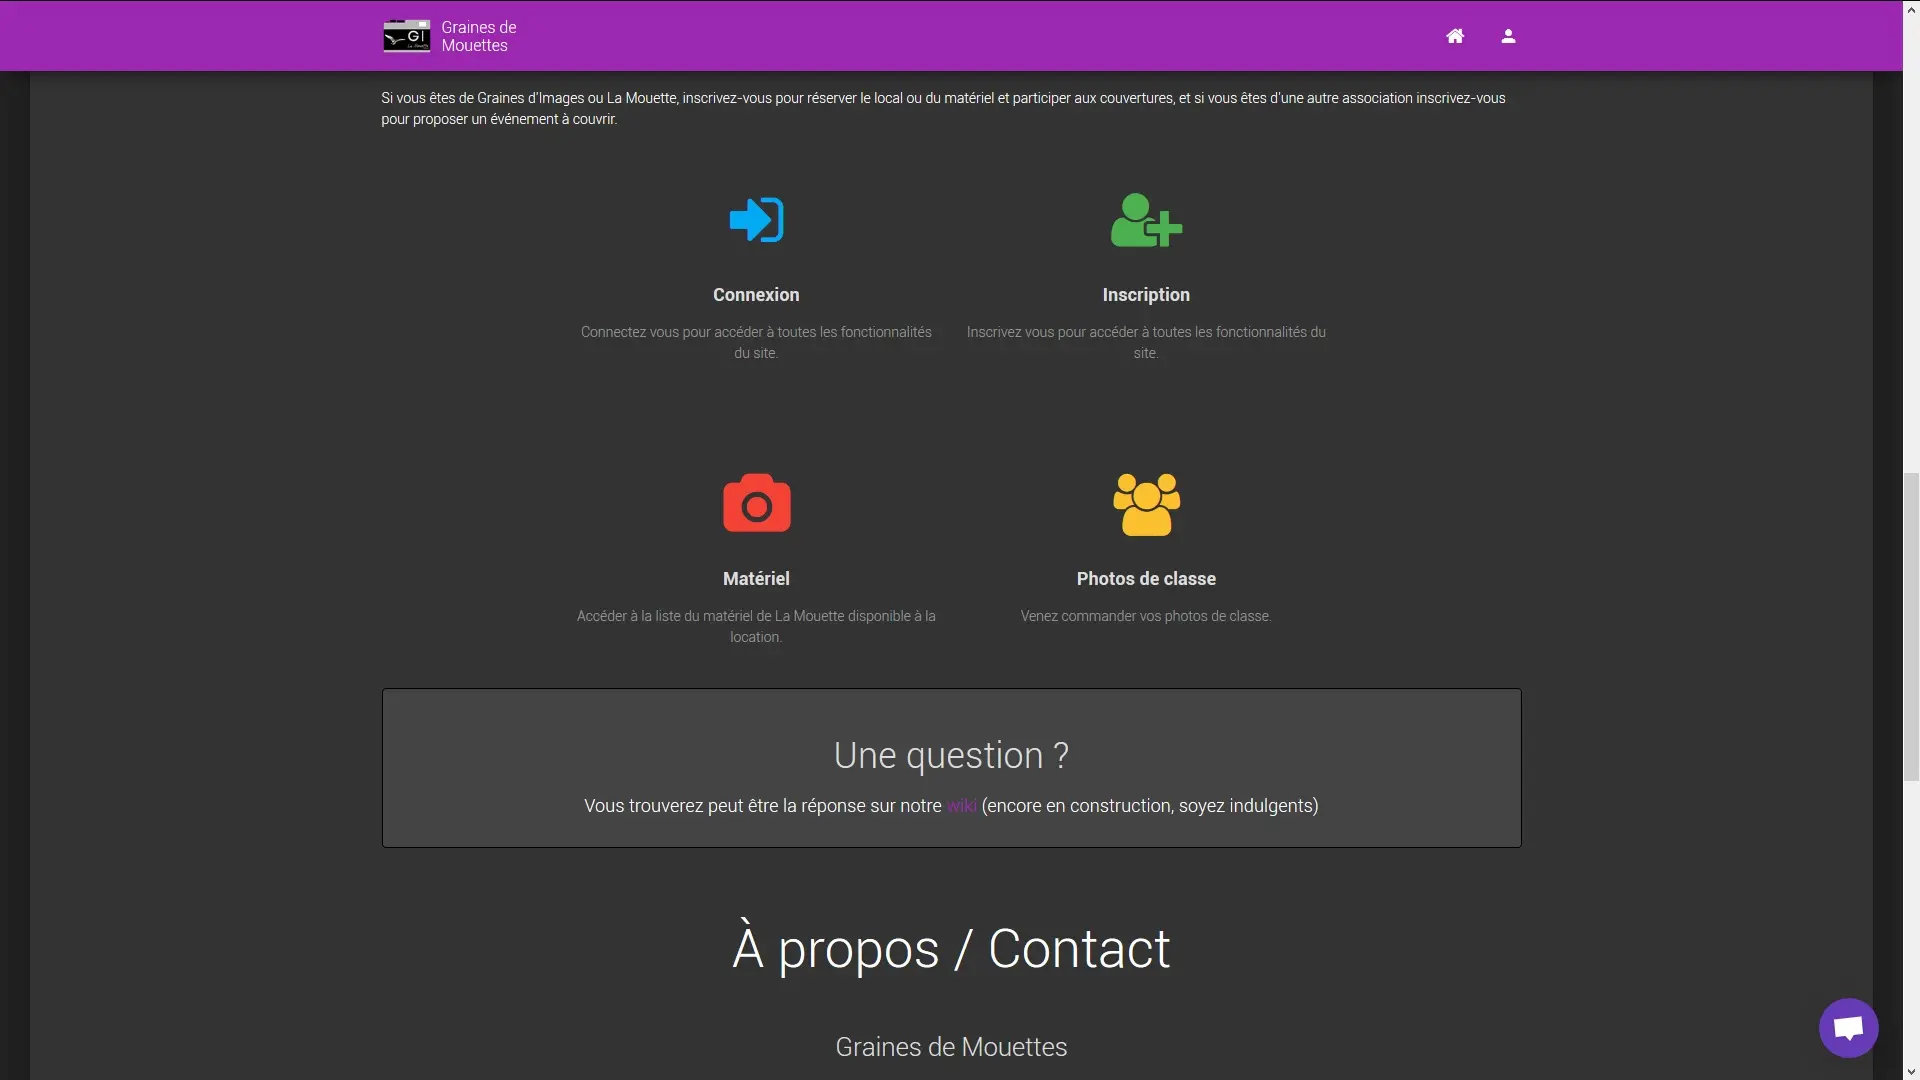 GI
Graines de
Mouettes
Si vous êtes de Graines d'Images ou La Mouette, inscrivez-vous pour réserver le local ou du matériel et participer aux couvertures, et si vous êtes d'une autre association inscrivez-vous
pour proposer un événement à couvrir.
Connexion
Connectez vous pour accéder à toutes les fonctionnalités
du site.
Inscription
Inscrivez vous pour accéder à toutes les fonctionnalités du
site.
Matériel
Accéder à la liste du matériel de La Mouette disponible à la
location.
Photos de classe
Venez commander vos photos de classe.
Une question ?
Vous trouverez peut être la réponse sur notre wiki (encore en construction, soyez indulgents)
À propos / Contact
Graines de Mouettes